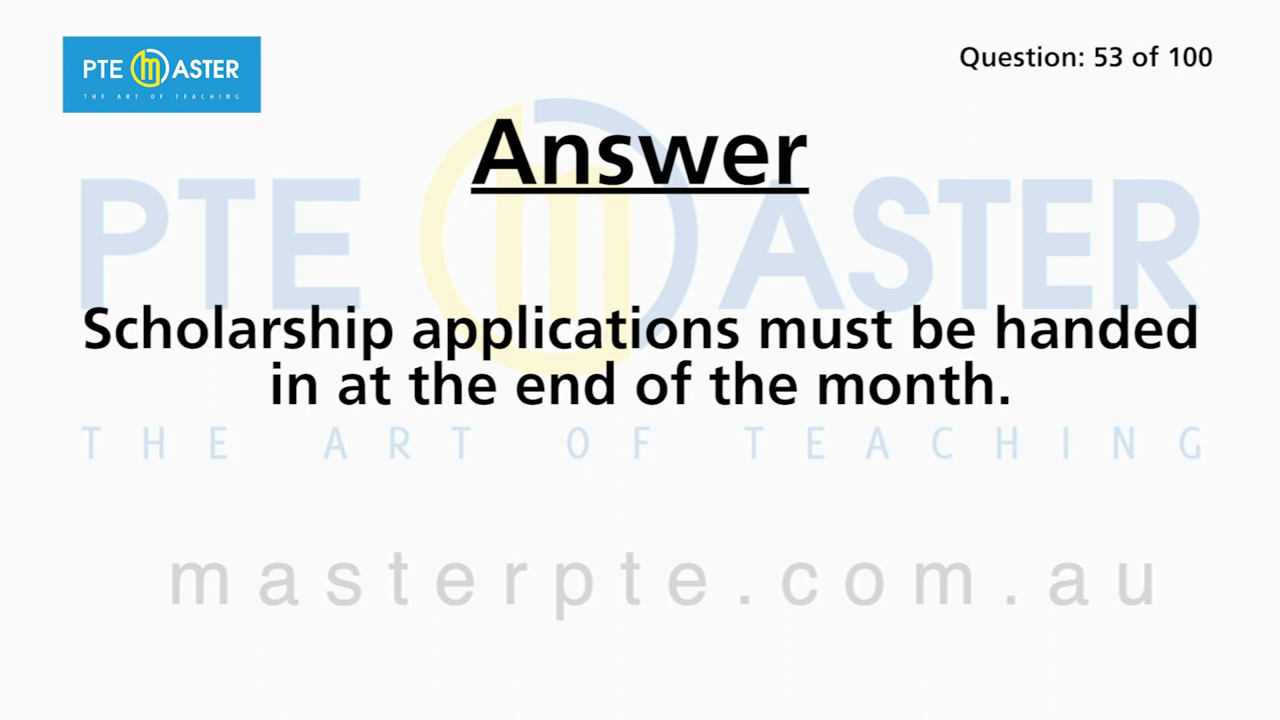 PTE MASTER
THE ART OF TEACHING
Question: 53 of 100
Answer
PTE MASTER
Scholarship applications must be handed
in at the end of the month.
THE ART OF TEACHING
masterpte.com.au